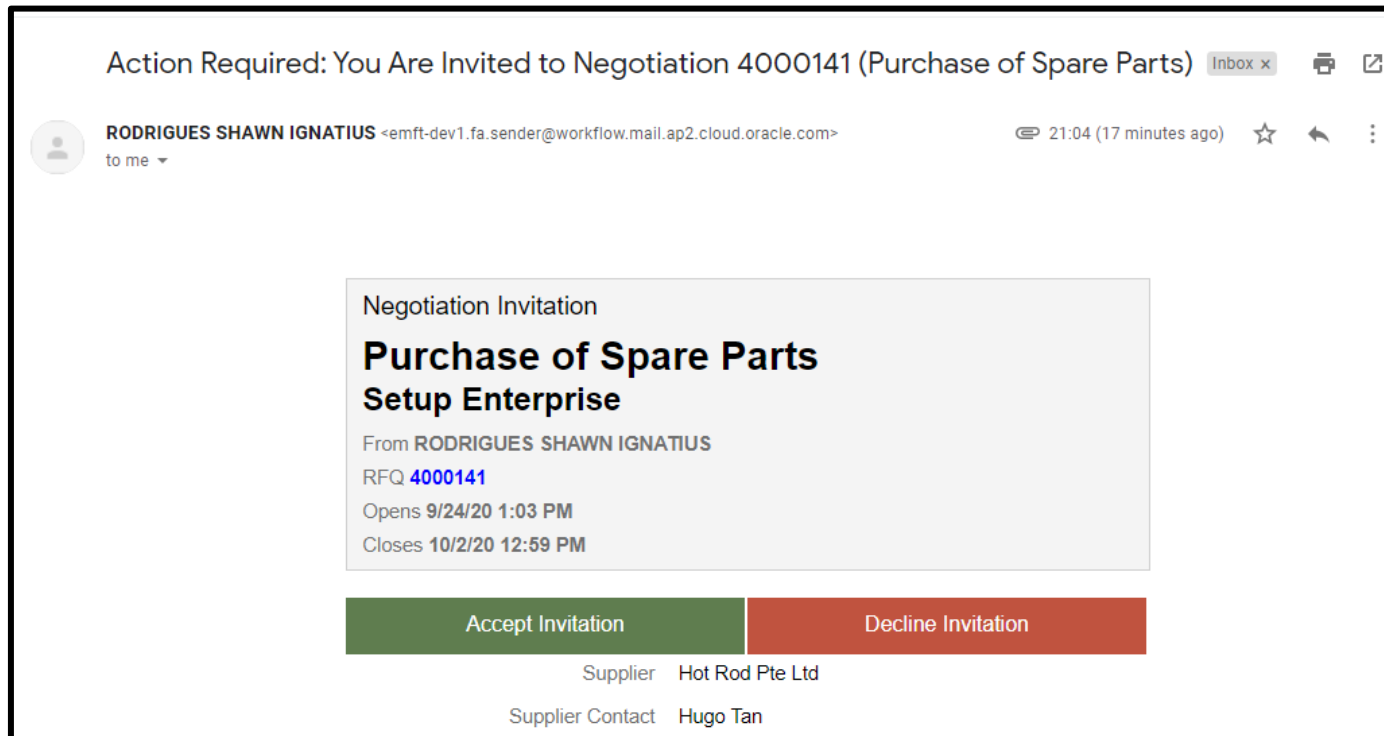 Action Required: You Are Invited to Negotiation 4000141 (Purchase of Spare Parts) Inbox x
RODRIGUES SHAWN IGNATIUS <emft-dev1.fa.sender@workflow.mail.ap2.cloud.oracle.com> 21:04 (17 minutes ago)
to me
Negotiation Invitation
Purchase of Spare Parts
Setup Enterprise
From RODRIGUES SHAWN IGNATIUS
RFQ 4000141
Opens 9/24/20 1:03 PM
Closes 10/2/20 12:59 PM
Accept Invitation Decline Invitation
Supplier Hot Rod Pte Ltd
Supplier Contact Hugo Tan